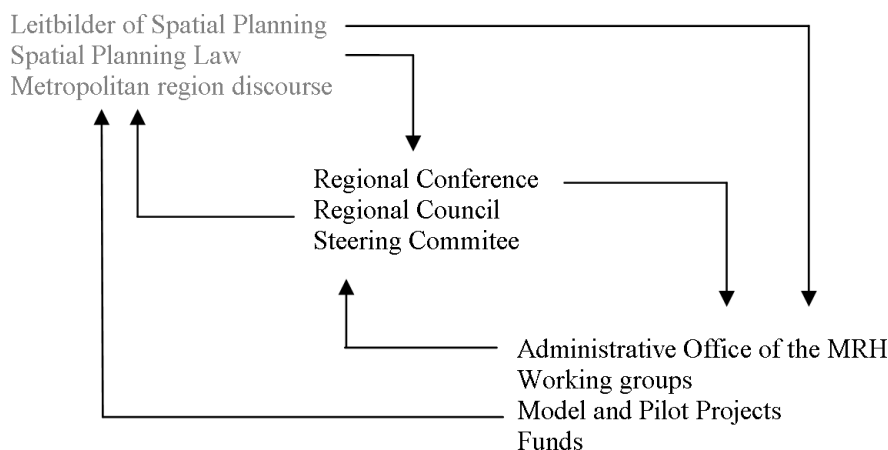 Leitbilder of Spatial Planning
Spatial Planning Law
Metropolitan region discourse
Regional Conference
Regional Council
Steering Commitee
Administrative Office of the MRH
Working groups
Model and Pilot Projects
Funds